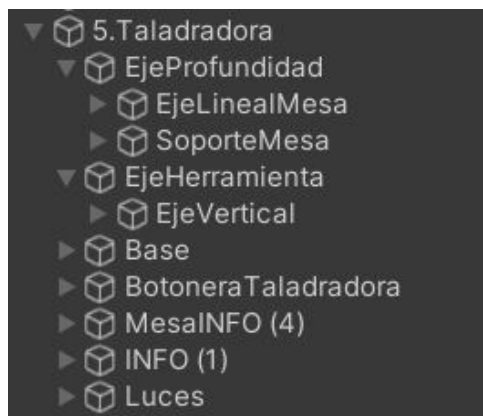 5.Taladradora
EjeProfundidad
EjeLinealMesa
SoporteMesa
EjeHerramienta
EjeVertical
Base
BotoneraTaladradora
MesaINFO (4)
INFO (1)
Luces